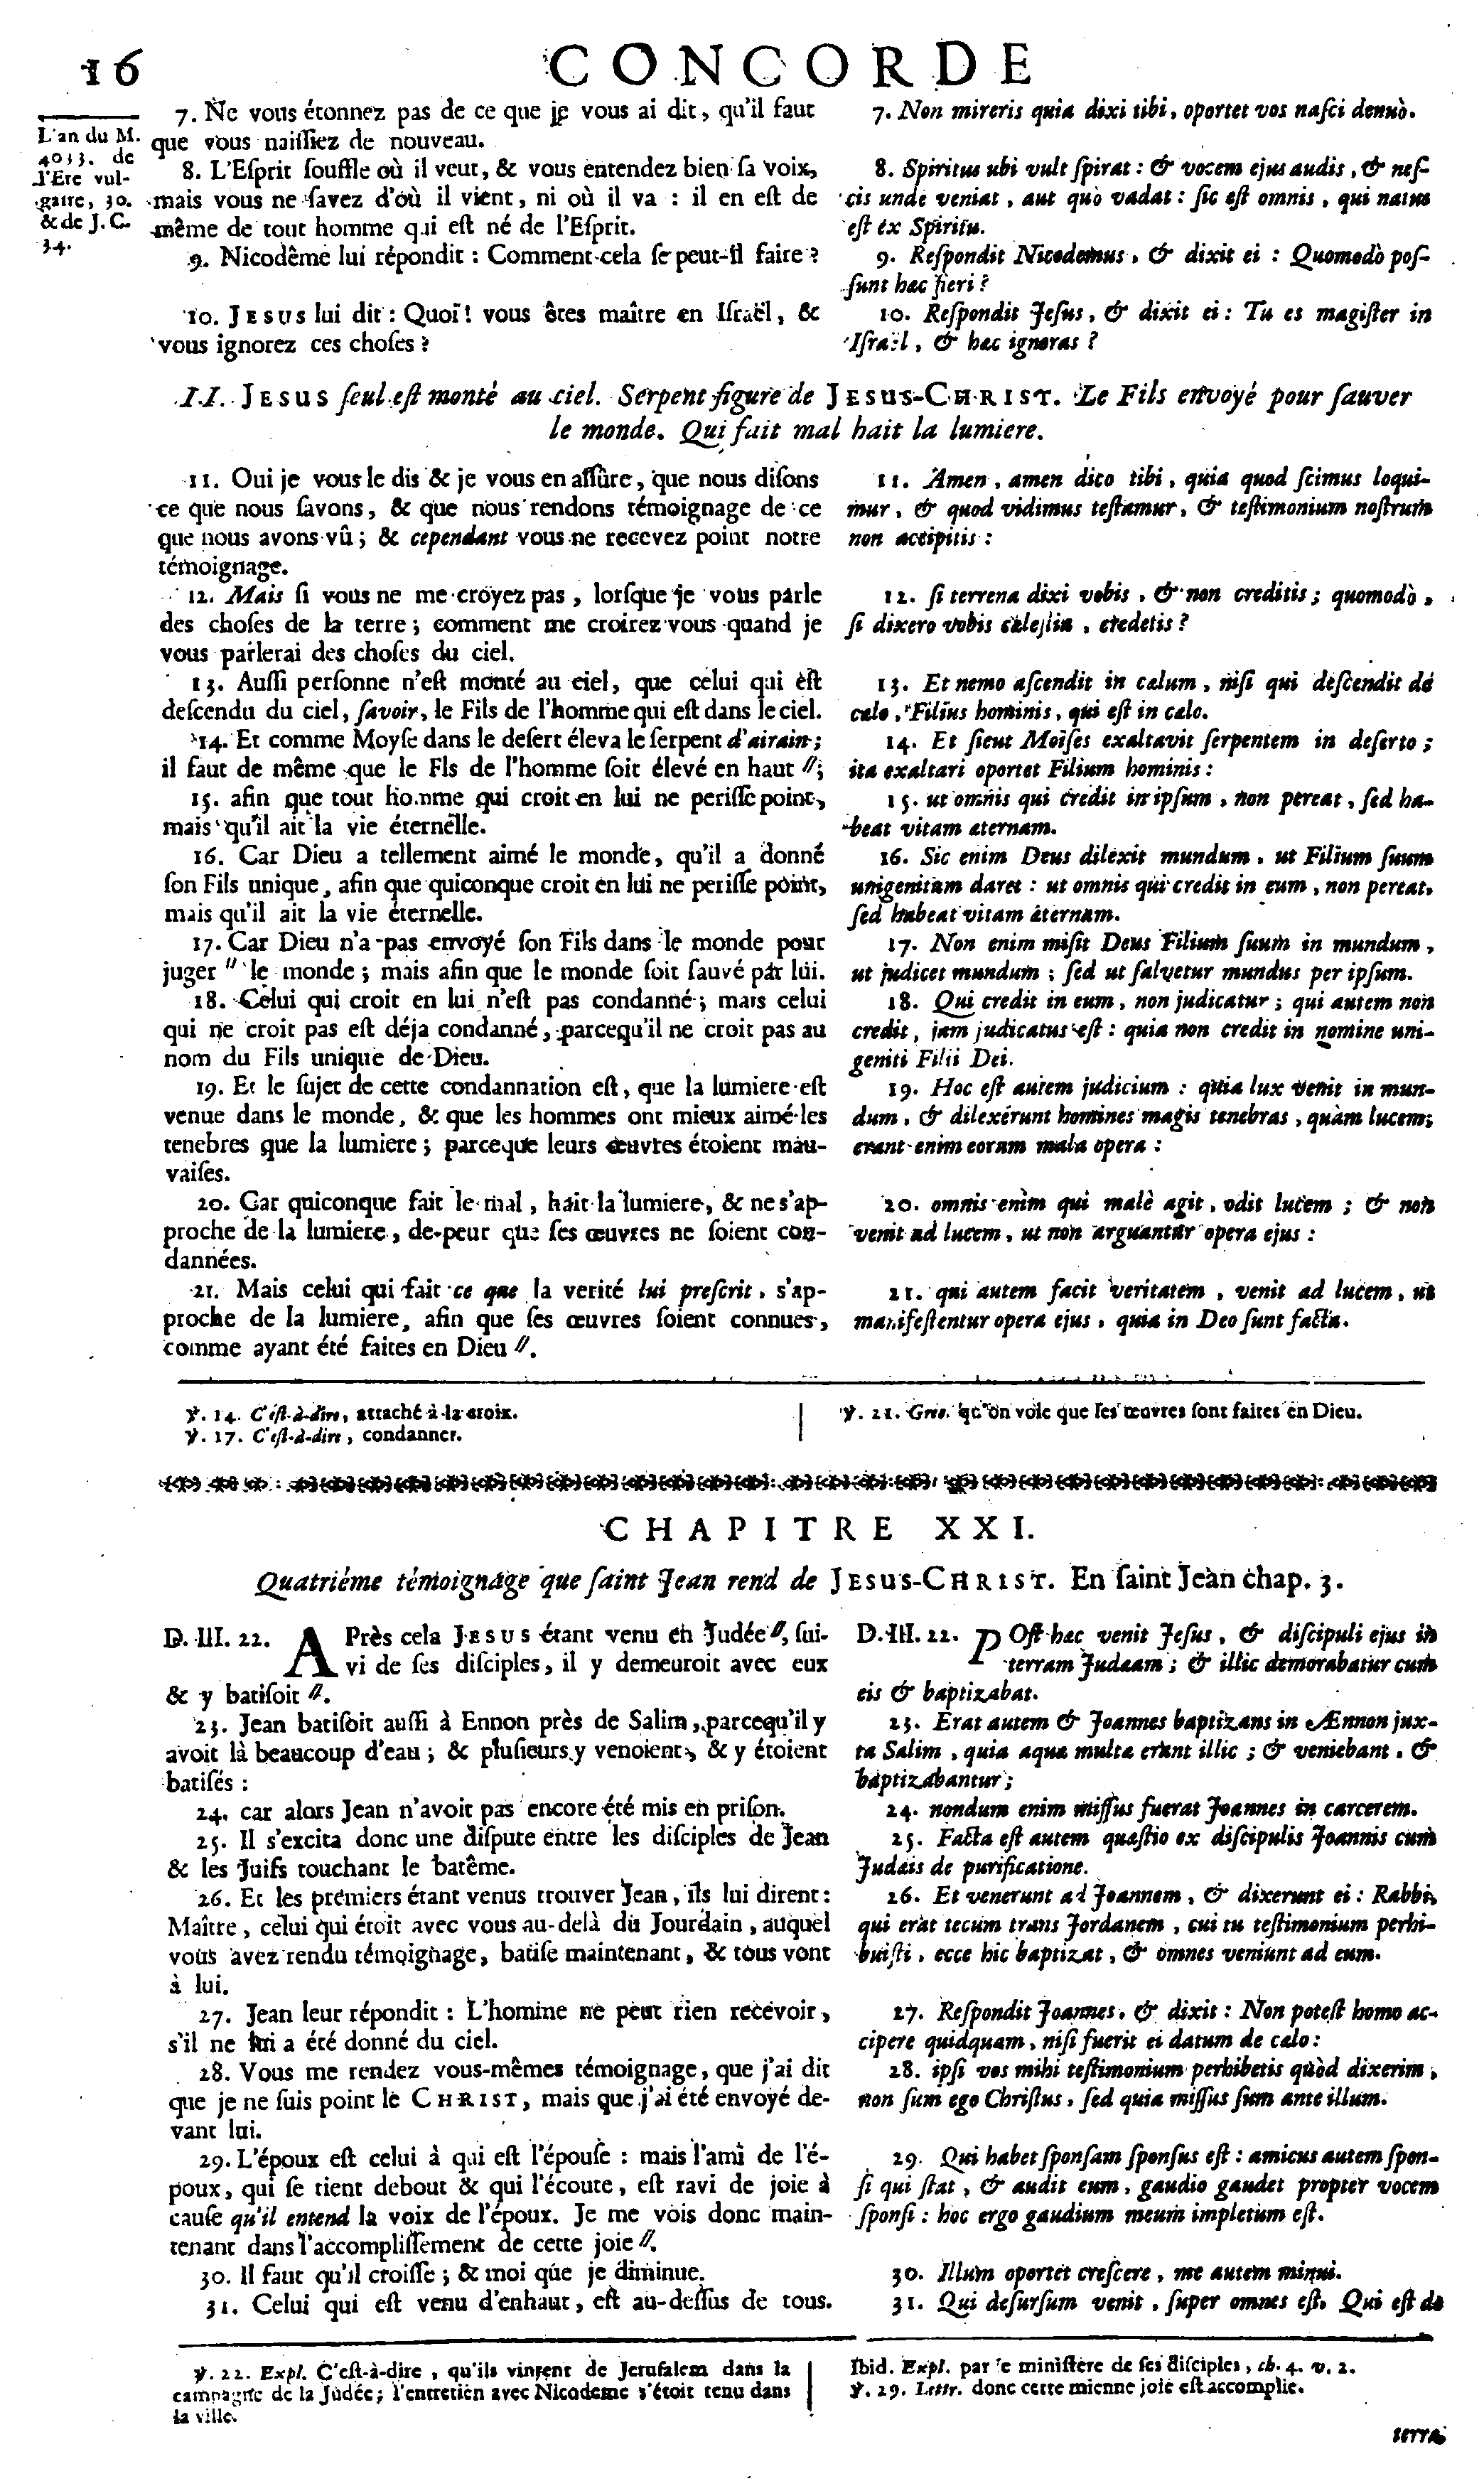 16
CONCORDE
L'an du M.
4033. de
l'Ere vul-
gaire, 30.
& de J. C.
34.
7. Ne vous étonnez pas de ce que je vous ai dit, qu'il faut
que vous naiſſiez de nouveau.
8. L'Eſprit ſouffle où il veut, & vous entendez bien ſa voix,
mais vous ne ſavez d'où il vient, ni où il va : il en eſt de
même de tout homme qui eſt né de l'Eſprit.
9. Nicodême lui répondit : Comment cela ſe peut-il faire ?
10. JESUS lui dit : Quoi ! vous êtes maître en Iſraël, &
vous ignorez ces choſes ?
7. Non mireris quia dixi tibi, oportet vos naſci denuò.
8. Spiritus ubi vult ſpirat : & vocem ejus audis, & neſ-
cis unde veniat, aut quò vadat : ſic eſt omnis, qui natus
eſt ex Spiritu.
9. Reſpondit Nicodemus, & dixit ei : Quomodò poſ-
ſunt hæc fieri ?
10. Reſpondit Jeſus, & dixit ei : Tu es magiſter in
Iſraël, & hæc ignoras ?
II. JESUS ſeul eſt monté au ciel. Serpent figure de JESUS-CHRIST. Le Fils envoyé pour ſauver
le monde. Qui fait mal hait la lumiere.
11. Oui je vous le dis & je vous en aſſûre, que nous diſons
ce que nous ſavons, & que nous rendons témoignage de ce
que nous avons vû ; & cependant vous ne recevez point notre
témoignage.
12. Mais ſi vous ne me croyez pas, lorſque je vous parle
des choſes de la terre ; comment me croirez vous quand je
vous parlerai des choſes du ciel.
13. Auſſi perſonne n'eſt monté au ciel, que celui qui eſt
deſcendu du ciel, ſavoir, le Fils de l'homme qui eſt dans le ciel.
14. Et comme Moyſe dans le deſert éleva le ſerpent d'airain ;
il faut de même que le Fls de l'homme ſoit élevé en haut // ;
15. afin que tout homme qui croit en lui ne periſſe point,
mais qu'il ait la vie éternelle.
16. Car Dieu a tellement aimé le monde, qu'il a donné
ſon Fils unique, afin que quiconque croit en lui ne periſſe point,
mais qu'il ait la vie éternelle.
17. Car Dieu n'a pas envoyé ſon Fils dans le monde pour
juger // le monde ; mais afin que le monde ſoit ſauvé par lui.
18. Celui qui croit en lui n'eſt pas condanné ; mais celui
qui ne croit pas eſt déja condanné, parcequ'il ne croit pas au
nom du Fils unique de Dieu.
19. Et le ſujet de cette condannation eſt, que la lumiere eſt
venue dans le monde, & que les hommes ont mieux aimé les
tenebres que la lumiere ; parceque leurs œuvres étoient mau-
vaiſes.
20. Car quiconque fait le mal, hait la lumiere, & ne s'ap-
proche de la lumiere, de-peur que ſes œuvres ne ſoient con-
dannées.
21. Mais celui qui fait ce que la verité lui preſcrit, s'ap-
proche de la lumiere, afin que ſes œuvres ſoient connues,
comme ayant été faites en Dieu //.
11. Amen, amen dico tibi, quia quod ſcimus loqui-
mur, & quod vidimus teſtamur, & teſtimonium noſtrum
non accipitis :
12. ſi terrena dixi vobis, & non creditis ; quomodò,
ſi dixero vobis cæleſtia, credetis ?
13. Et nemo aſcendit in cælum, niſi qui deſcendit de
cælo, Filius hominis, qui eſt in cælo.
14. Et ſicut Moïſes exaltavit ſerpentem in deſerto ;
ita exaltari oportet Filium hominis :
15. ut omnis qui credit in ipſum, non pereat, ſed ha-
beat vitam æternam.
16. Sic enim Deus dilexit mundum, ut Filium ſuum
unigenitum daret : ut omnis qui credit in eum, non pereat,
ſed habeat vitam æternam.
17. Non enim miſit Deus Filium ſuum in mundum,
ut judicet mundum ; ſed ut ſalvetur mundus per ipſum.
18. Qui credit in eum, non judicatur ; qui autem non
credit, jam judicatus eſt : quia non credit in nomine uni-
geniti Filii Dei.
19. Hoc eſt autem judicium : quia lux venit in mun-
dum, & dilexerunt homines magis tenebras, quàm lucem;
erant enim eorum mala opera :
20. omnis enim qui malè agit, odit lucem ; & non
venit ad lucem, ut non arguantur opera ejus :
21. qui autem facit veritatem, venit ad lucem, ut
manifeſtentur opera ejus, quia in Deo ſunt facta.
℣. 14. C'eſt-à-dire, attaché à la croix.
℣. 17. C'eſt-à-dire, condanner.
℣. 21. Grec. qu'on voie que ſes œuvres ſont faites en Dieu.
CHAPITRE XXI.
Quatriéme témoignage que ſaint Jean rend de JESUS-CHRIST. En ſaint Jean chap. 3.
D. III. 22. APrès cela JESUS étant venu en Judée //, ſui-
vi de ſes diſciples, il y demeuroit avec eux
& y batiſoit //.
23. Jean batiſoit auſſi à Ennon près de Salim, parcequ'il y
avoit là beaucoup d'eau ; & pluſieurs y venoient, & y étoient
batiſés :
24. car alors Jean n'avoit pas encore été mis en priſon.
25. Il s'excita donc une diſpute entre les diſciples de Jean
& les Juifs touchant le batême.
26. Et les premiers étant venus trouver Jean, ils lui dirent :
Maître, celui qui étoit avec vous au-delà du Jourdain, auquel
vous avez rendu témoignage, batiſe maintenant, & tous vont
à lui.
27. Jean leur répondit : L'homme ne peut rien recevoir,
s'il ne lui a été donné du ciel.
28. Vous me rendez vous-mêmes témoignage, que j'ai dit
que je ne ſuis point le CHRIST, mais que j'ai été envoyé de-
vant lui.
29. L'époux eſt celui à qui eſt l'épouſe : mais l'ami de l'é-
poux, qui ſe tient debout & qui l'écoute, eſt ravi de joie à
cauſe qu'il entend la voix de l'époux. Je me vois donc main-
tenant dans l'accompliſſement de cette joie //.
30. Il faut qu'il croiſſe ; & moi que je diminue.
31. Celui qui eſt venu d'enhaut, eſt au-deſſus de tous.
D. III. 22. POſt hæc venit Jeſus, & diſcipuli ejus in
terram Judæam ; & illic demorabatur cum
eis & baptizabat.
23. Erat autem & Joannes baptizans in Ænnon jux-
ta Salim, quia aquæ multæ erant illic ; & veniebant, &
baptizabantur ;
24. nondum enim miſſus fuerat Joannes in carcerem.
25. Facta eſt autem quæſtio ex diſcipulis Joannis cum
Judæis de purificatione.
26. Et venerunt ad Joannem, & dixerunt ei : Rabbi,
qui erat tecum trans Jordanem, cui tu teſtimonium perhi-
buiſti, ecce hic baptizat, & omnes veniunt ad eum.
27. Reſpondit Joannes, & dixit : Non poteſt homo ac-
cipere quidquam, niſi fuerit ei datum de cælo :
28. ipſi vos mihi teſtimonium perhibetis quòd dixerim,
non ſum ego Chriſtus, ſed quia miſſus ſum ante illum.
29. Qui habet ſponſam ſponſus eſt : amicus autem ſpon-
ſi qui ſtat, & audit eum, gaudio gaudet propter vocem
ſponſi : hoc ergo gaudium meum impletum eſt.
30. Illum oportet creſcere, me autem minui.
31. Qui deſurſum venit, ſuper omnes eſt. Qui eſt de
℣. 22. Expl. C'eſt-à-dire, qu'ils vinrent de Jeruſalem dans la
campagne de la Judée ; l'entretien avec Nicodeme s'étoit tenu dans
la ville.
Ibid. Expl. par le miniſtère de ſes diſciples, ch. 4. v. 2.
℣. 29. Lettr. donc cette mienne joie eſt accomplie.
terra